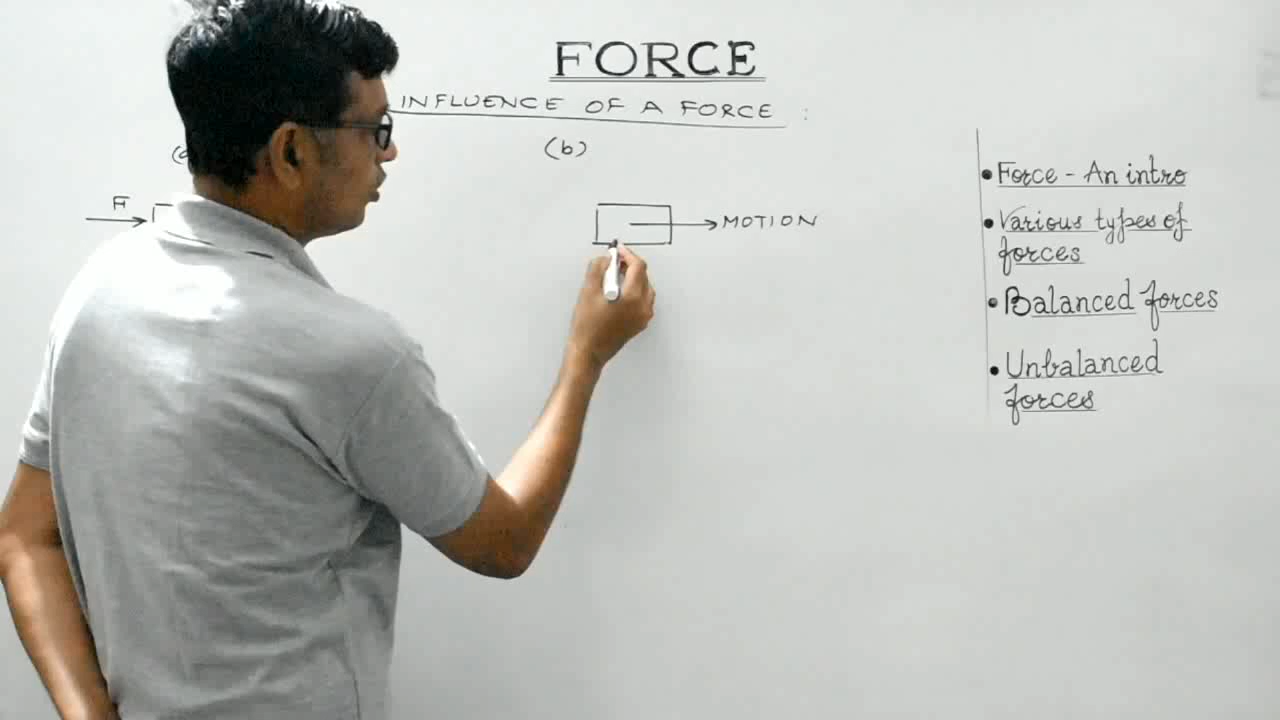 FORCE
INFLUENCE OF A FORCE :
(b)
F
MOTION
• Force - An intro
• Various types of
forces
• Balanced forces
• Unbalanced
forces